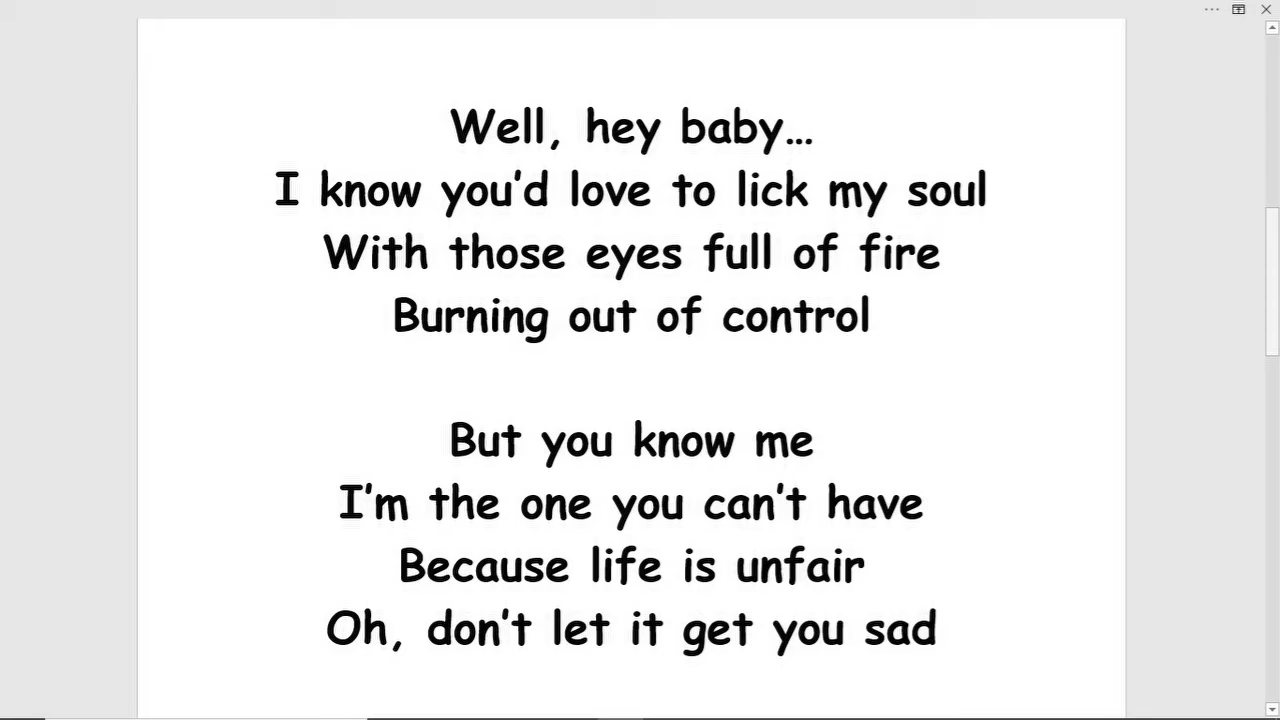 Well, hey baby…
I know you’d love to lick my soul
With those eyes full of fire
Burning out of control
But you know me
I’m the one you can’t have
Because life is unfair
Oh, don’t let it get you sad